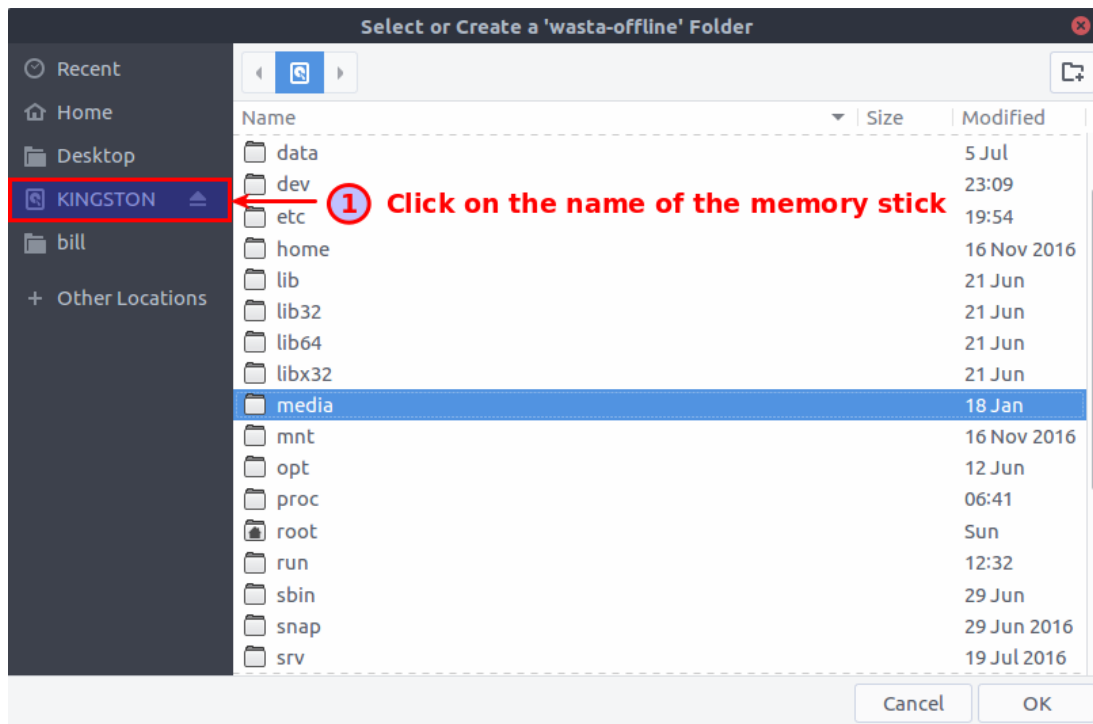 Select or Create a 'wasta-offline' Folder
Recent
Home
Desktop
KINGSTON
bill
+ Other Locations
Name Size Modified
data 5 Jul
dev 23:09
1 Click on the name of the memory stick
etc 19:54
home 16 Nov 2016
lib 21 Jun
lib32 21 Jun
lib64 21 Jun
libx32 21 Jun
media 18 Jan
mnt 16 Nov 2016
opt 12 Jun
proc 06:41
root Sun
run 12:32
sbin 29 Jun
snap 29 Jun 2016
srv 19 Jul 2016
Cancel OK